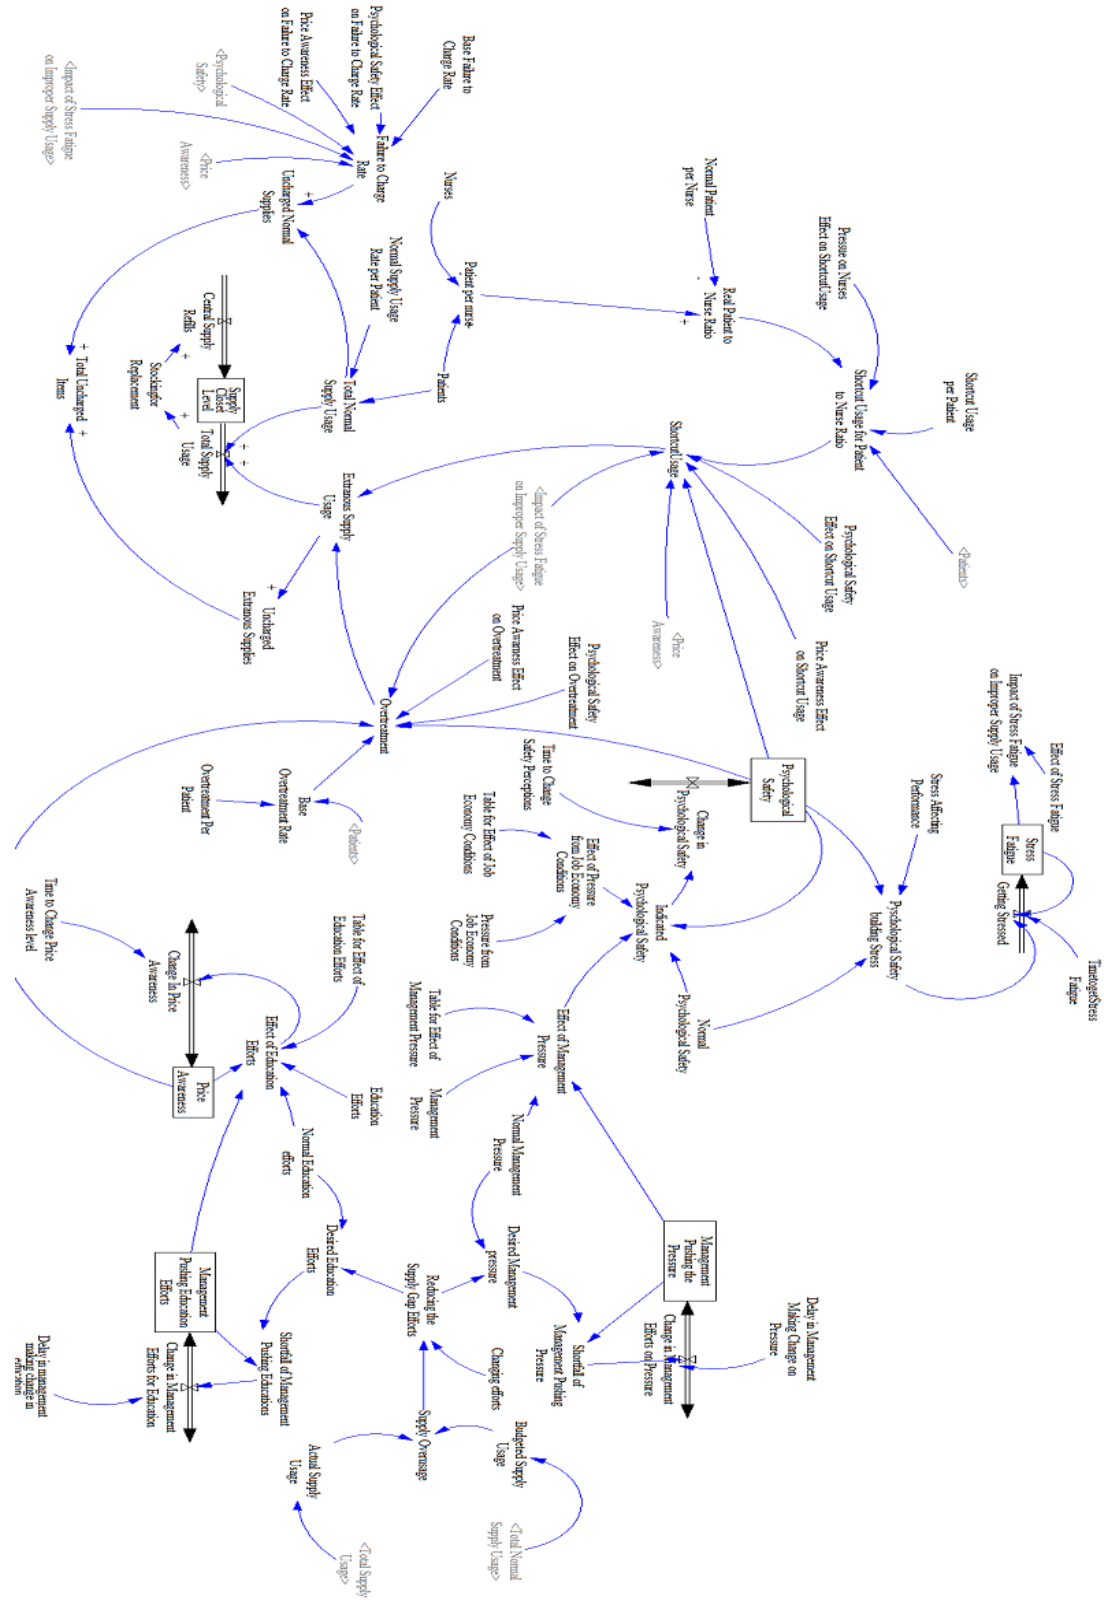 TimetogetStress
Fatigue
Effect of Stress Fatigue
Stress
Fatigue
Getting Stressed
Impact of Stress Fatigue
on Improper Supply Usage
Shortcut Usage
per Patient
<Patients>
Stress Affecting
Performance
Pyschological Safety
building Stress
Pressue on Nurses
Effect on ShortcutUsage
Shortcut Usage for Patient
to Nurse Ratio
Psychological Safety
Effect on Shortcut Usage
Price Awareness Effect
on Shortcut Usage
Psychological
Safety
Delay in Management
Making Change on
Pressure
Normal Patient
per Nurse
Real Patient to
Nurse Ratio
ShortcutUsage
<Price
Awareness>
Change in
Psychological Safety
Normal
Psychological Safety
Management
Pushing the
Pressure
Change in Management
Efforts on Pressure
Indicated
Psychological Safety
Psychological Safety
Effect on Overtreatment
Effect of Pressure
from Job Economy
Conditions
Effect of Management
Pressure
Shortfall of
Management Pushing
Pressure
<Impact of Stress Fatigue
on Improper Supply Usage>
Price Awarness Effect
on Overtreatment
Time to Change
Safety Perceptions
Table for Effect of Job
Economy Conditions
Pressure from
Job Economy
Conditions
Normal Management
Pressure
Desired Management
pressure
Changing efforts
Budgeted Supply
Usage
<Total Normal
Supply Usage>
Base Failure to
Charge Rate
Nurses
Patient per nurse
Patients
Table for Effect of
Management Pressure
Management
Pressure
Reducing the
Supply Gap Efforts
Supply Overusage
Psychological Safety Effect
on Failure to Charge Rate
Failure to Charge
Rate
Normal Supply Usage
Rate per Patient
Total Normal
Supply Usage
Extranous Supply
Usage
Overtreatment
Table for Effect of
Education Efforts
Education
Efforts
Desired Education
Efforts
<Total Supply
Usage>
Price Awareness Effect
on Failure to Charge Rate
+
Uncharged Normal
Supplies
Base
Overtreatment Rate
<Patients>
Effect of Education
Efforts
Normal Education
efforts
Shortfall of Management
Pushing Educations
Actual Supply
Usage
<Psychological
Safety>
<Price
Awareness>
Central Supply
Refills
Supply
Closet
Level
Total Supply
Usage
Stockingfor
Replacement
+
+
+
+
+
Uncharged
Extranous Supplies
+
Overtreatment Per
Patient
Change In Price
Awareness
Price
Awareness
Management
Pushing Education
Efforts
Change in Management
Efforts for Education
<Impact of Stress Fatigue
on Improper Supply Usage>
+
Total Uncharged
Items
+
Time to Change Price
Awareness level
Delay in management
making change in
education